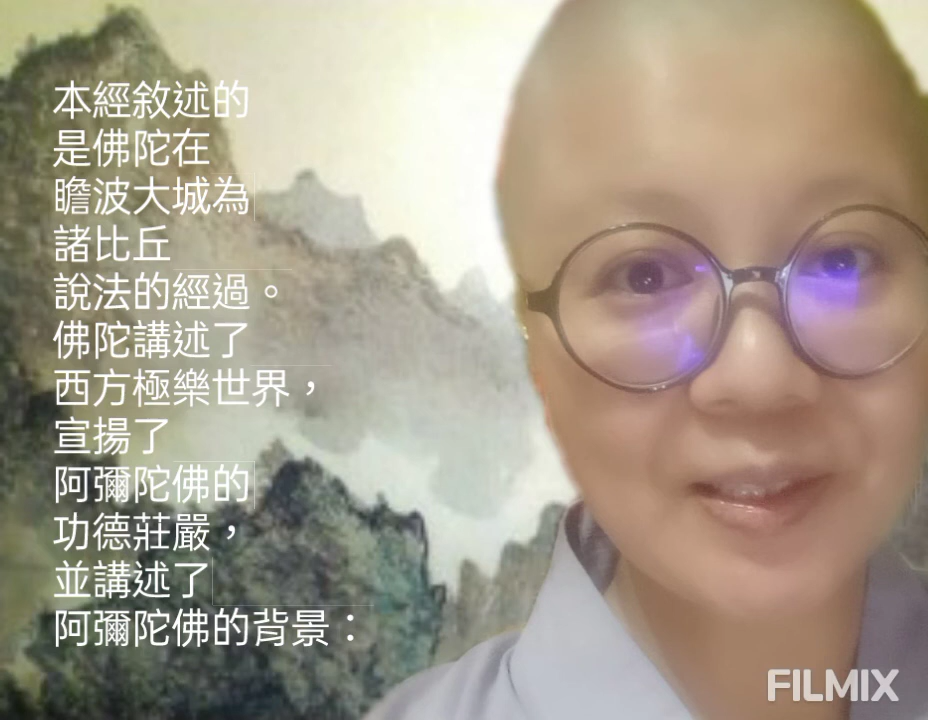 本經敘述的
是佛陀在
瞻波大城為
諸比丘
說法的經過。
佛陀講述了
西方極樂世界，
宣揚了
阿彌陀佛的
功德莊嚴，
並講述了
阿彌陀佛的背景：
FILMIX